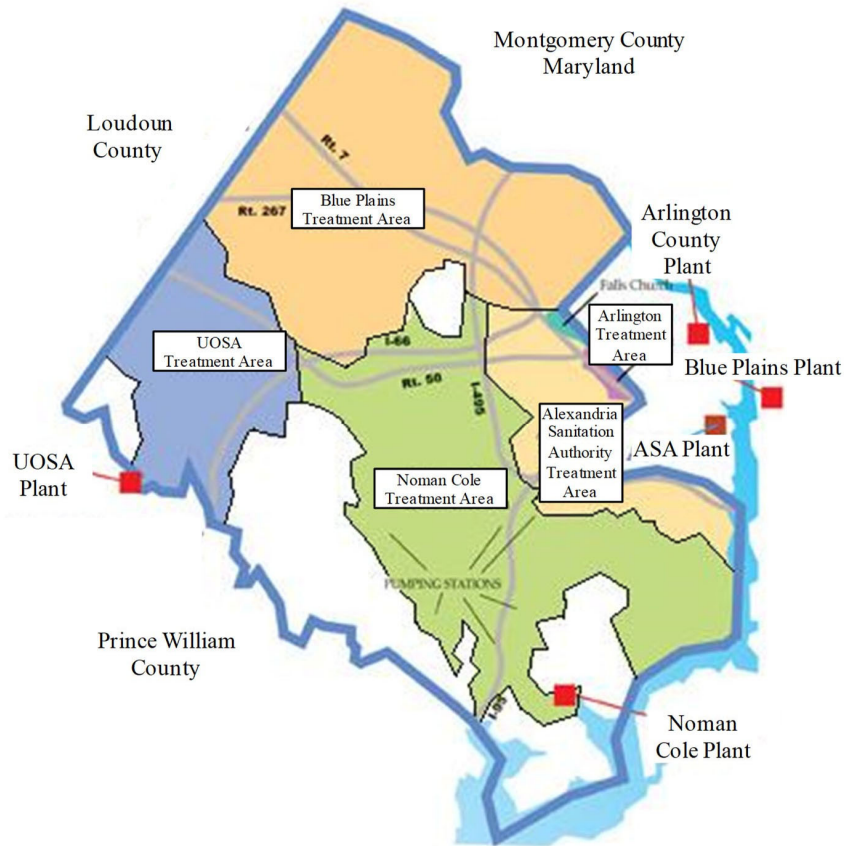 Montgomery County
Maryland
Loudoun
County
Rt. 7
Blue Plains
Treatment Area
Rt. 267
Arlington
County
Plant
Falls Church
Arlington
Treatment
Area
UOSA
Treatment Area
I-66
Rt. 50
I-495
Blue Plains Plant
Alexandria
Sanitation
Authority
Treatment
Area
ASA Plant
UOSA
Plant
Noman Cole
Treatment Area
PUMPING STATIONS
Prince William
County
I-95
Noman
Cole Plant